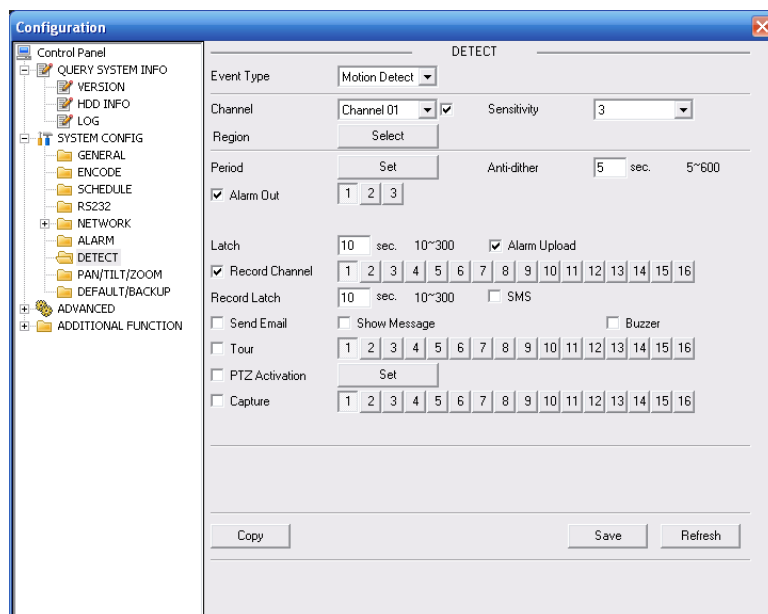 Configuration
Control Panel
QUERY SYSTEM INFO
VERSION
HDD INFO
LOG
SYSTEM CONFIG
GENERAL
ENCODE
SCHEDULE
RS232
NETWORK
ALARM
DETECT
PAN/TILT/ZOOM
DEFAULT/BACKUP
ADVANCED
ADDITIONAL FUNCTION
DETECT
Event Type Motion Detect
Channel Channel 01 Sensitivity 3
Region Select
Period Set Anti-dither 5 sec. 5~600
Alarm Out 1 2 3
Latch 10 sec. 10~300 Alarm Upload
Record Channel 1 2 3 4 5 6 7 8 9 10 11 12 13 14 15 16
Record Latch 10 sec. 10~300 SMS
Send Email Show Message Buzzer
Tour 1 2 3 4 5 6 7 8 9 10 11 12 13 14 15 16
PTZ Activation Set
Capture 1 2 3 4 5 6 7 8 9 10 11 12 13 14 15 16
Copy Save Refresh